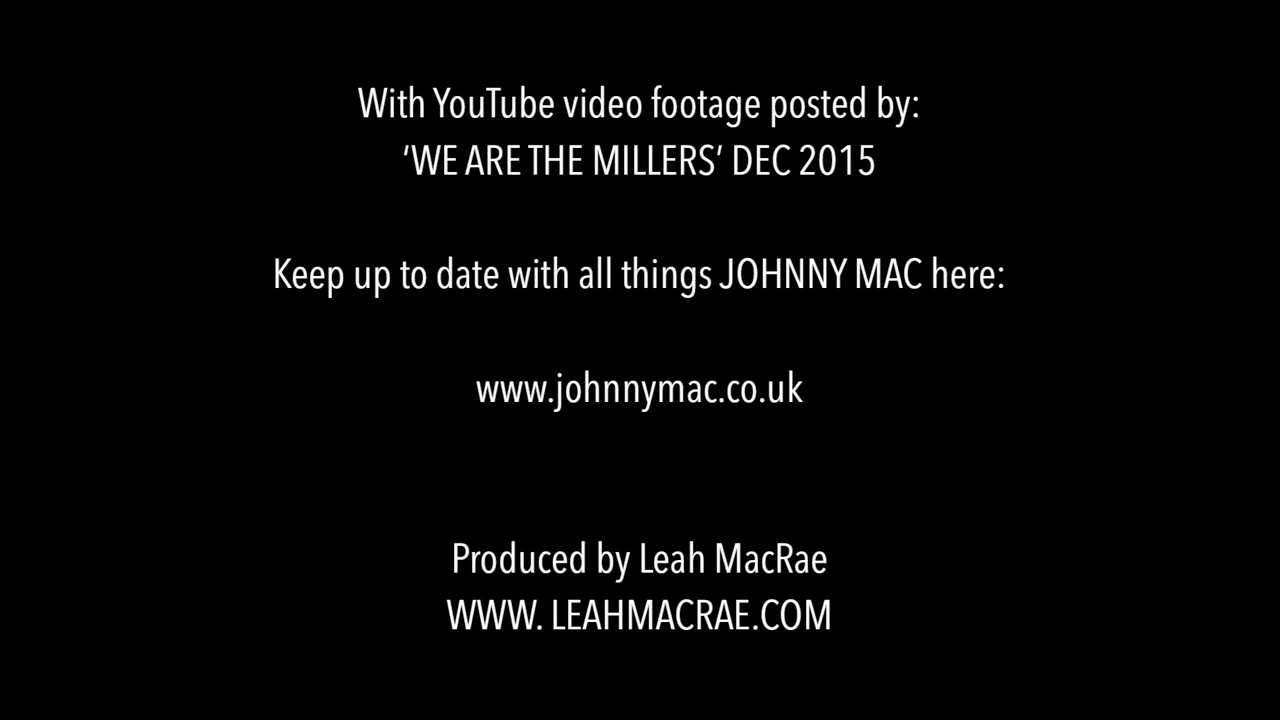 With YouTube video footage posted by:
‘WE ARE THE MILLERS’ DEC 2015
Keep up to date with all things JOHNNY MAC here:
www.johnnymac.co.uk
Produced by Leah MacRae
WWW. LEAHMACRAE.COM